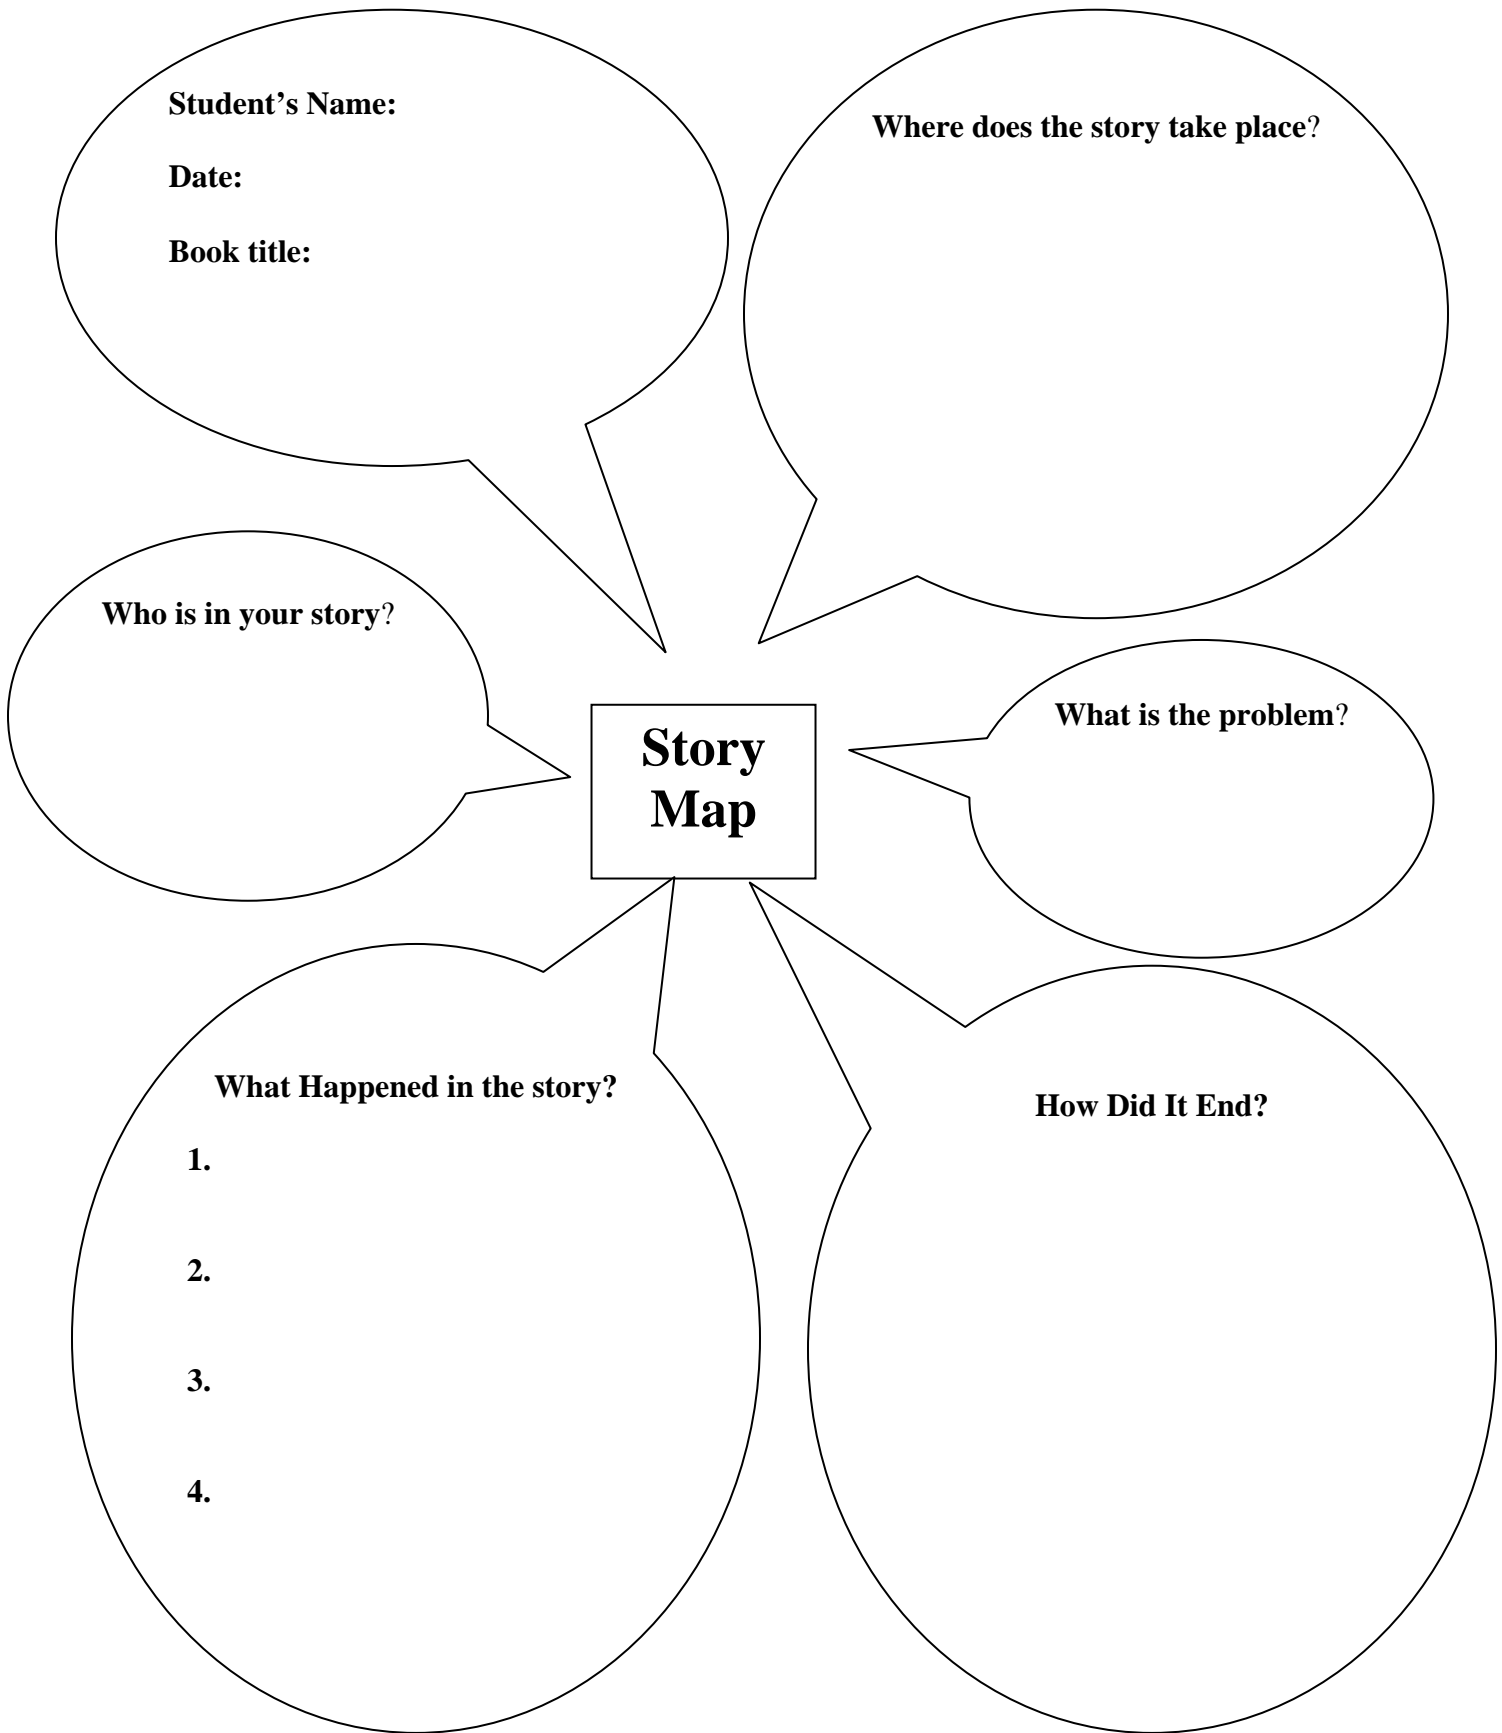 Student’s Name:
Date:
Book title:
Where does the story take place?
Who is in your story?
What is the problem?
Story
Map
What Happened in the story?
1.
2.
3.
4.
How Did It End?